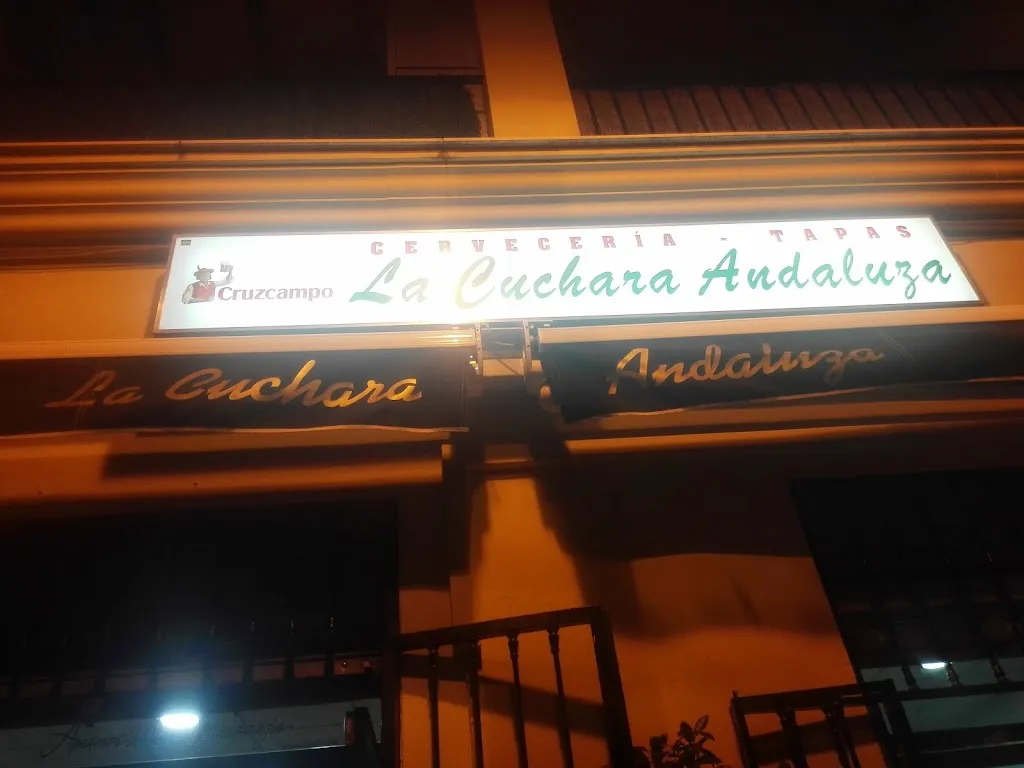 CERVECERÍA - TAPAS
Cruzcampo
La Cuchara Andaluza
La Cuchara
Andaluza